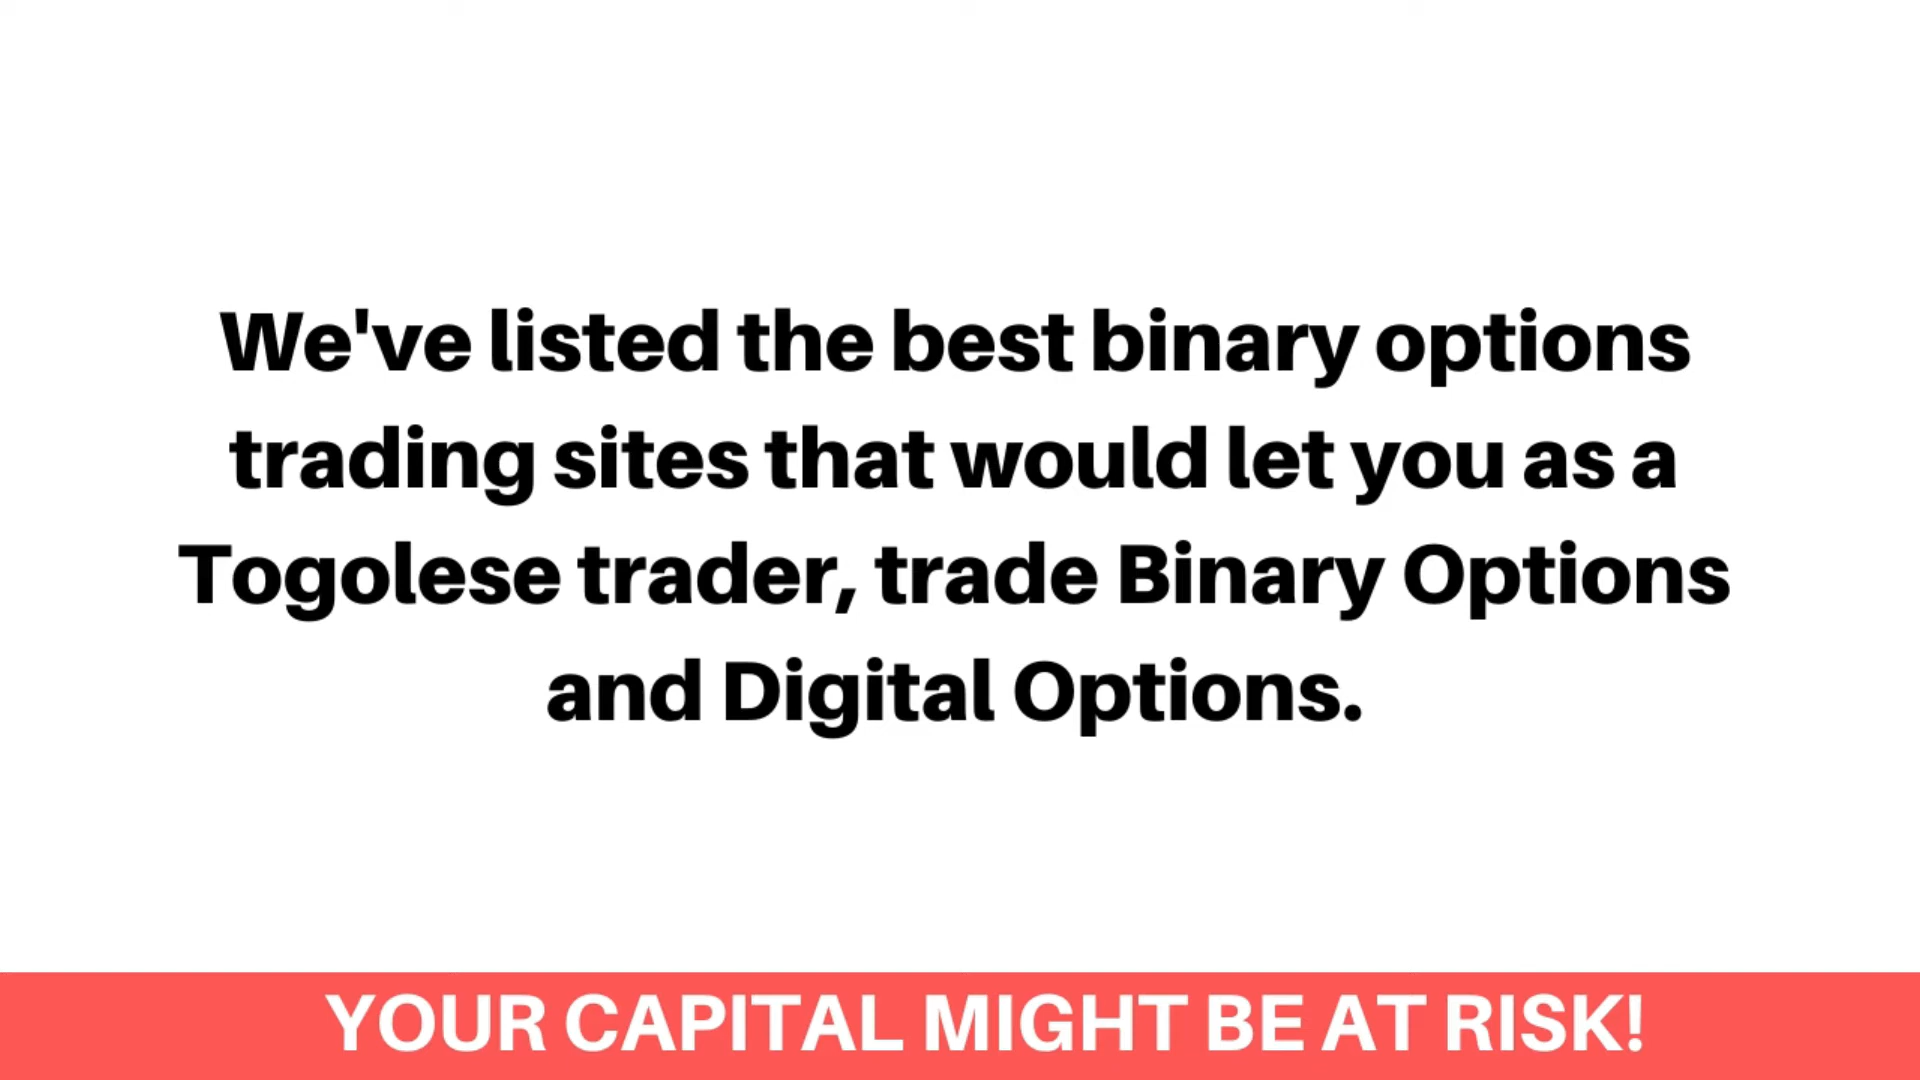 We've listed the best binary options
trading sites that would let you as a
Togolese trader, trade Binary Options
and Digital Options.
YOUR CAPITAL MIGHT BE AT RISK!